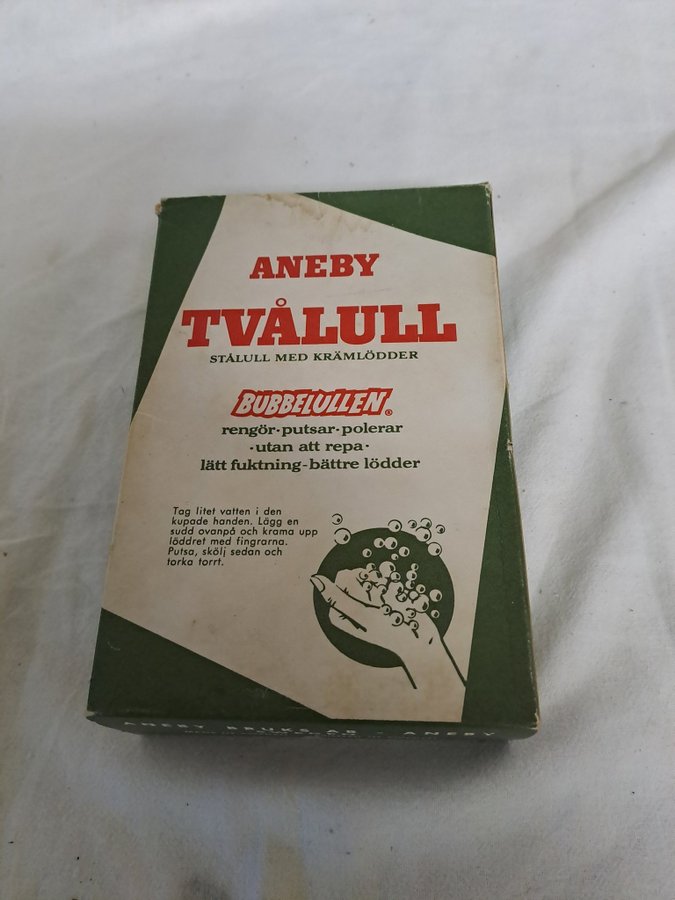 ANEBY
TVÅLULL
STÅLULL MED KRÄMLÖDDER
BUBBELULLEN®
rengör·putsar·polerar
·utan att repa·
lätt fuktning-bättre lödder
Tag litet vatten i den
kupade handen. Lägg en
sudd ovanpå och krama upp
löddret med fingrarna.
Putsa, skölj sedan och
torka torrt.
ANEBY BRUKS AB - ANEBY